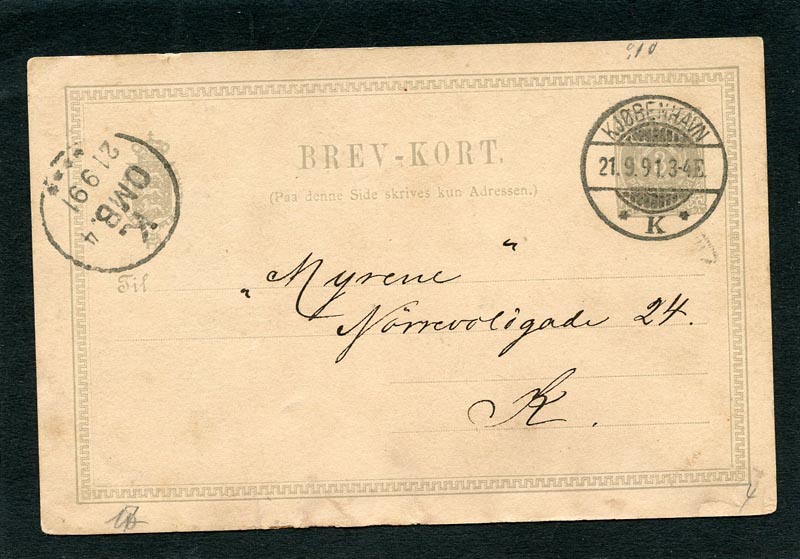 KJØBENHAVN
21.9.91.3-4E.
K
K.
OMB. 4
21 9 91
BREV-KORT.
(Paa denne Side skrives kun Adressen.)
Til
„Myrene“
Nörrevoldgade 24.
K.